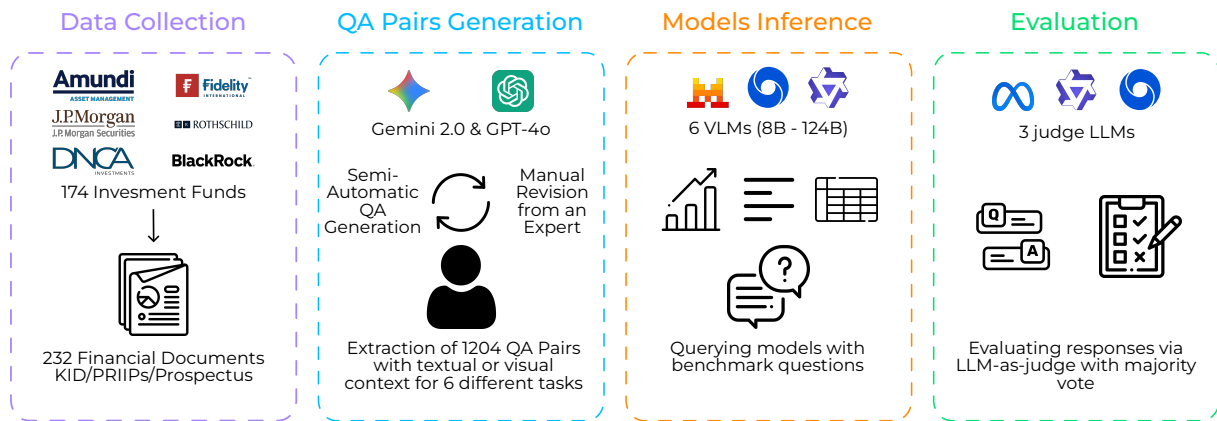 Data Collection
QA Pairs Generation
Models Inference
Evaluation
Amundi
ASSET MANAGEMENT
Fidelity
INTERNATIONAL
J.P.Morgan
J.P. Morgan Securities
ROTHSCHILD
DNCA
INVESTMENTS
BlackRock.
174 Invesment Funds
232 Financial Documents
KID/PRIIPs/Prospectus
Gemini 2.0 & GPT-4o
Semi-
Automatic
QA
Generation
Manual
Revision
from an
Expert
Extraction of 1204 QA Pairs
with textual or visual
context for 6 different tasks
6 VLMs (8B - 124B)
?
Querying models with
benchmark questions
3 judge LLMs
Q
A
Evaluating responses via
LLM-as-judge with majority
vote